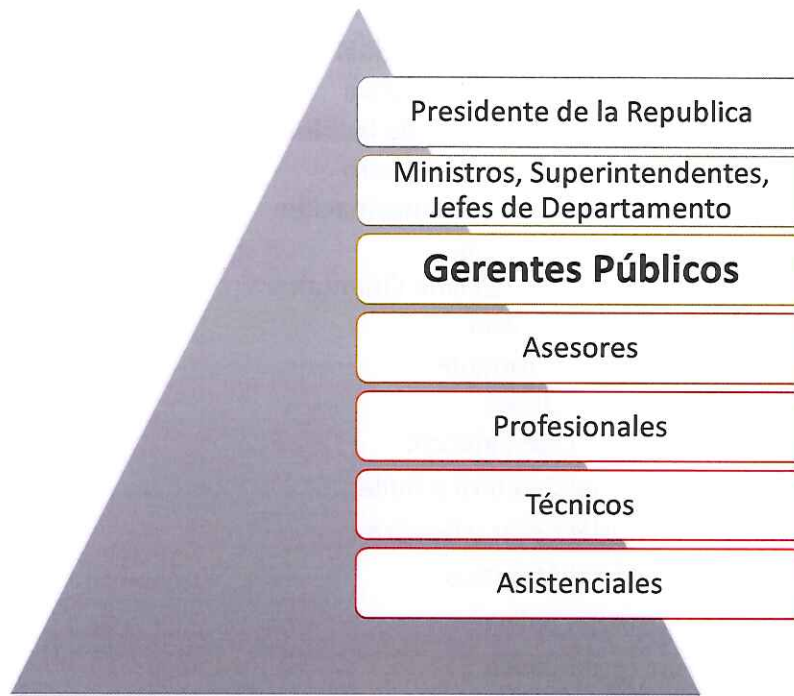 Presidente de la Republica
Ministros, Superintendentes,
Jefes de Departamento
Gerentes Públicos
Asesores
Profesionales
Técnicos
Asistenciales